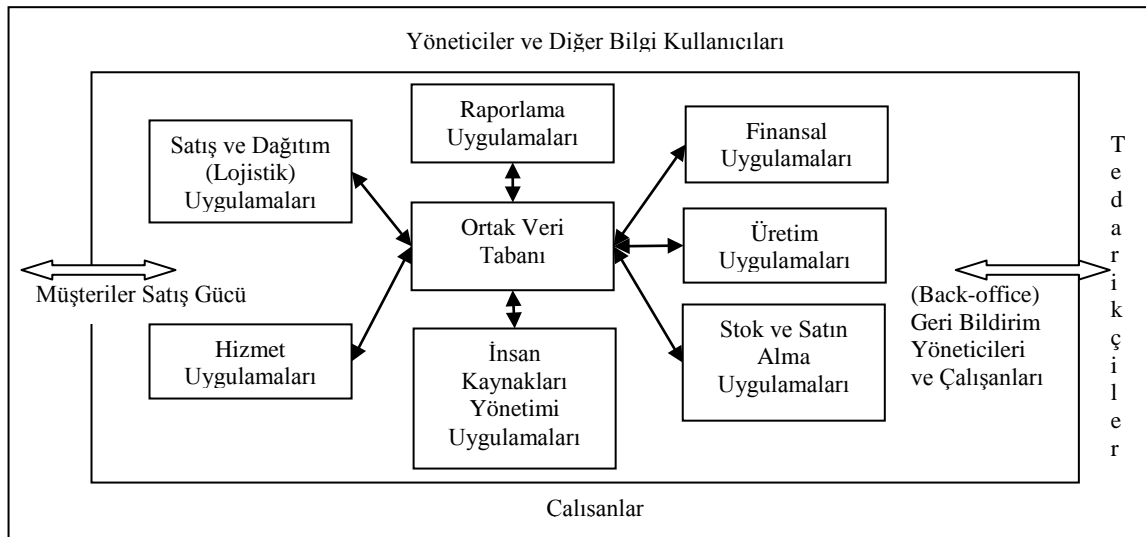 Yöneticiler ve Diğer Bilgi Kullanıcıları
Raporlama
Uygulamaları
Satış ve Dağıtım
(Lojistik)
Uygulamaları
Finansal
Uygulamaları
Ortak Veri
Tabanı
Üretim
Uygulamaları
Müşteriler Satış Gücü
Hizmet
Uygulamaları
İnsan
Kaynakları
Yönetimi
Uygulamaları
Stok ve Satın
Alma
Uygulamaları
(Back-office)
Geri Bildirim
Yöneticileri
ve Çalışanları
Tedarikçiler
Çalışanlar